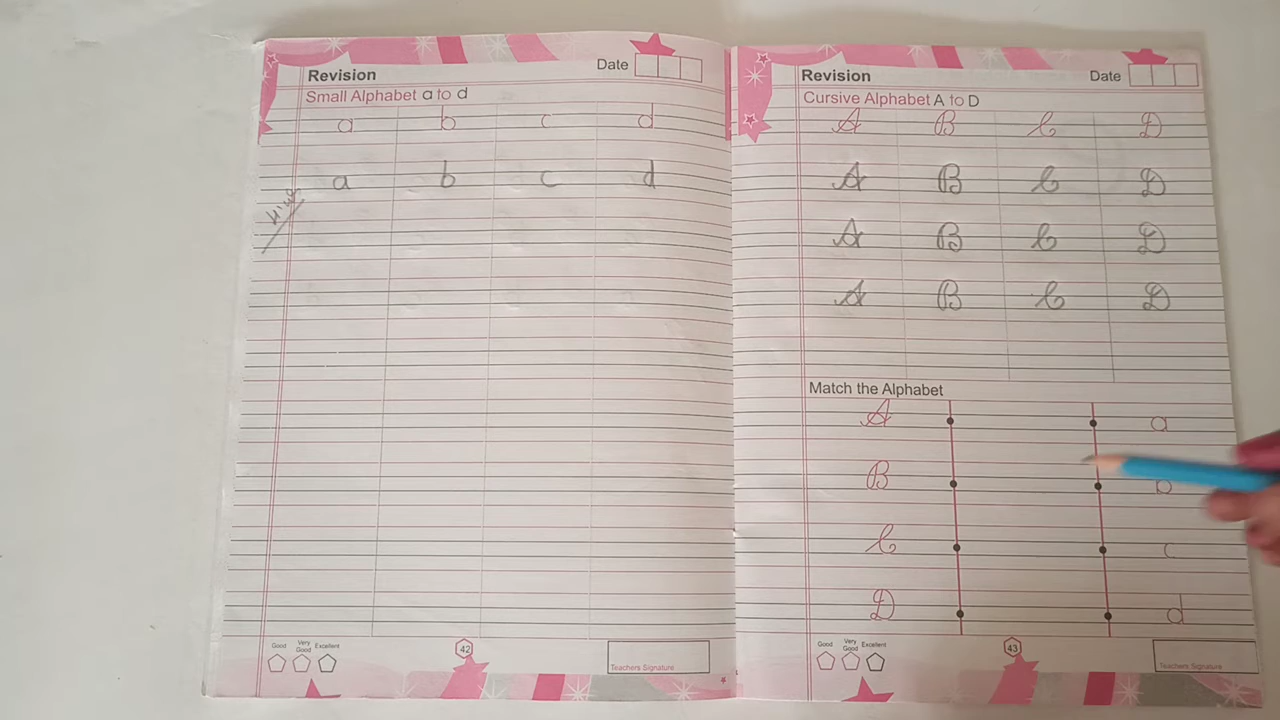 Revision
Date
Small Alphabet a to d
a b c d
a b c d
Good Very Good Excellent
42
Teachers Signature
Revision
Date
Cursive Alphabet A to D
A B C D
A B C D
A B C D
A B C D
Match the Alphabet
A a
B b
C c
D d
Good Very Good Excellent
43
Teachers Signature